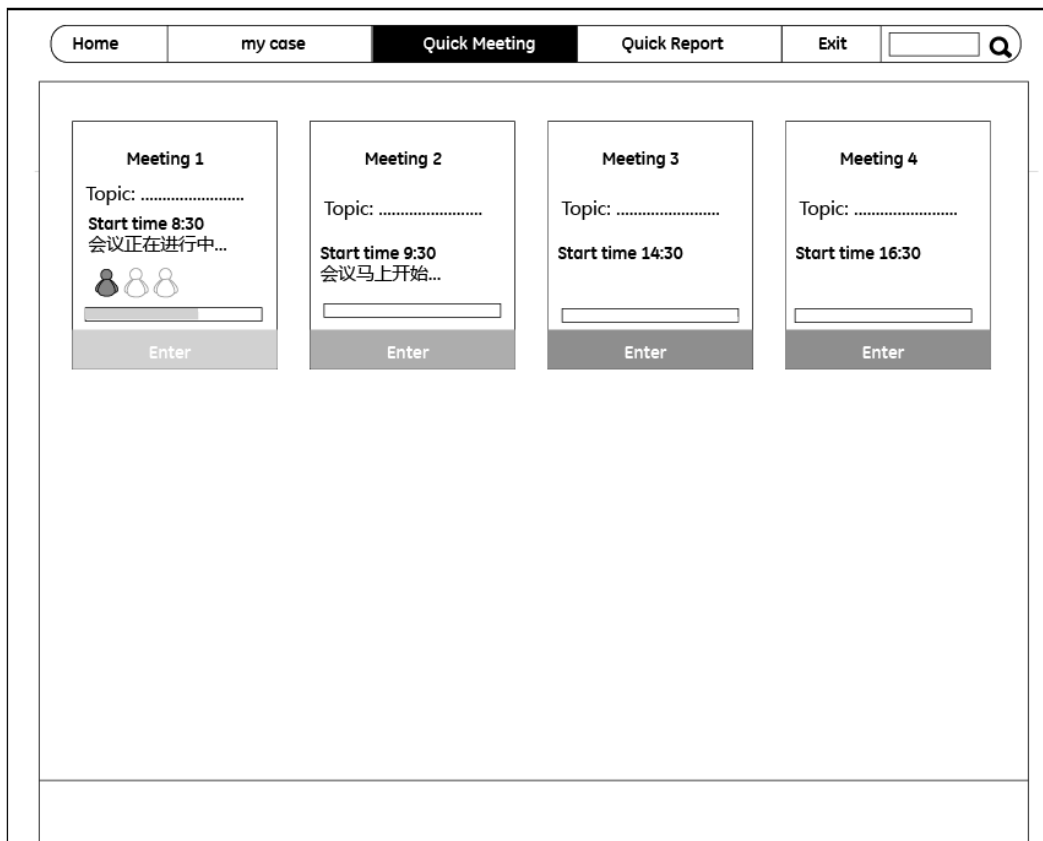 Home my case Quick Meeting Quick Report Exit
Meeting 1
Topic: ........................
Start time 8:30
会议正在进行中...
Enter
Meeting 2
Topic: ........................
Start time 9:30
会议马上开始...
Enter
Meeting 3
Topic: ........................
Start time 14:30
Enter
Meeting 4
Topic: ........................
Start time 16:30
Enter